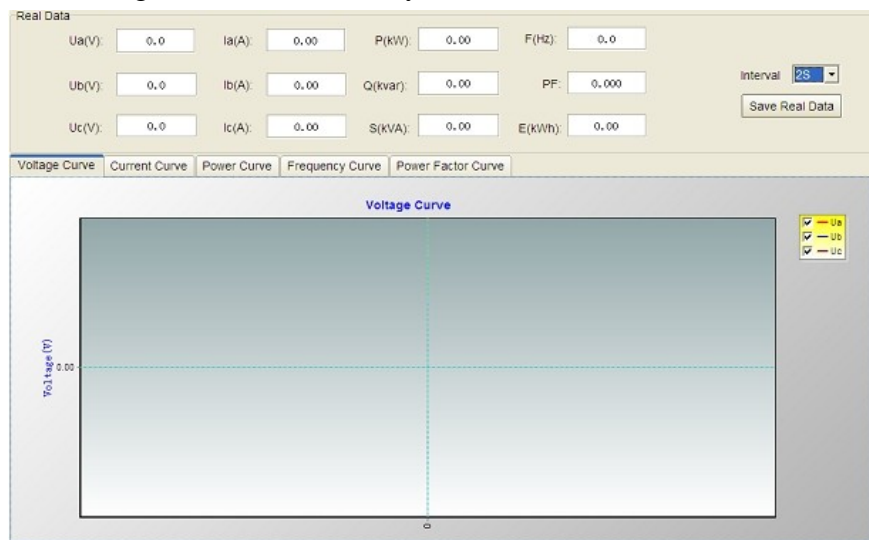 Real Data
Ua(V): 0.0 Ia(A): 0.00 P(kW): 0.00 F(HZ): 0.0
Ub(V): 0.0 Ib(A): 0.00 Q(kvar): 0.00 PF: 0.000 Interval 2S
Save Real Data
Uc(V): 0.0 Ic(A): 0.00 S(kVA): 0.00 E(kWh): 0.00
Voltage Curve Current Curve Power Curve Frequency Curve Power Factor Curve
Voltage Curve
Ua
Ub
Uc
Voltage(V)
0.00
0